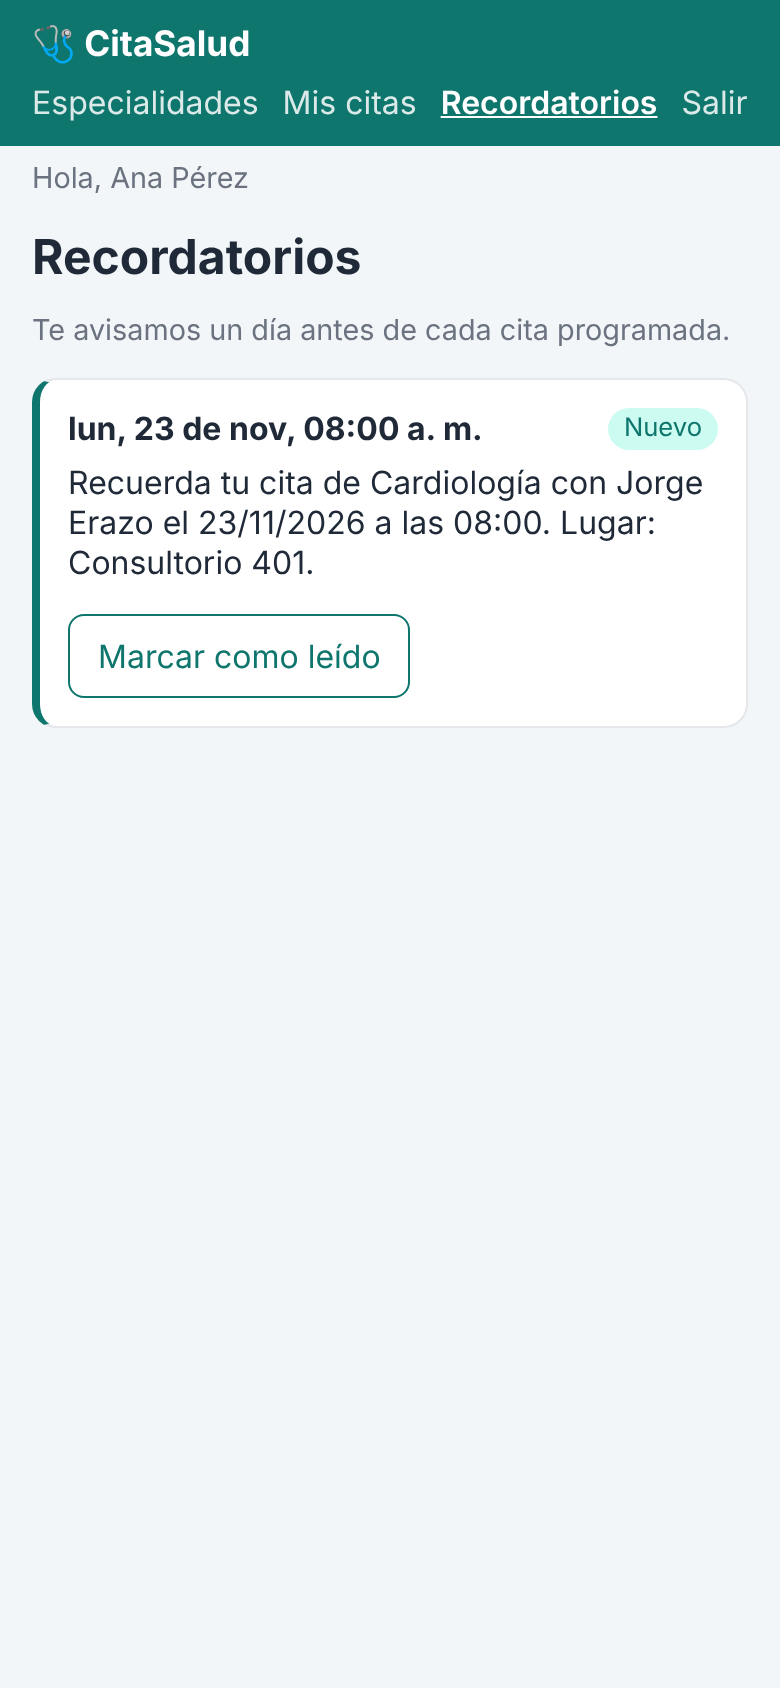 CitaSalud
Especialidades Mis citas Recordatorios Salir
Hola, Ana Pérez
Recordatorios
Te avisamos un día antes de cada cita programada.
lun, 23 de nov, 08:00 a. m. Nuevo
Recuerda tu cita de Cardiología con Jorge
Erazo el 23/11/2026 a las 08:00. Lugar:
Consultorio 401.
Marcar como leído